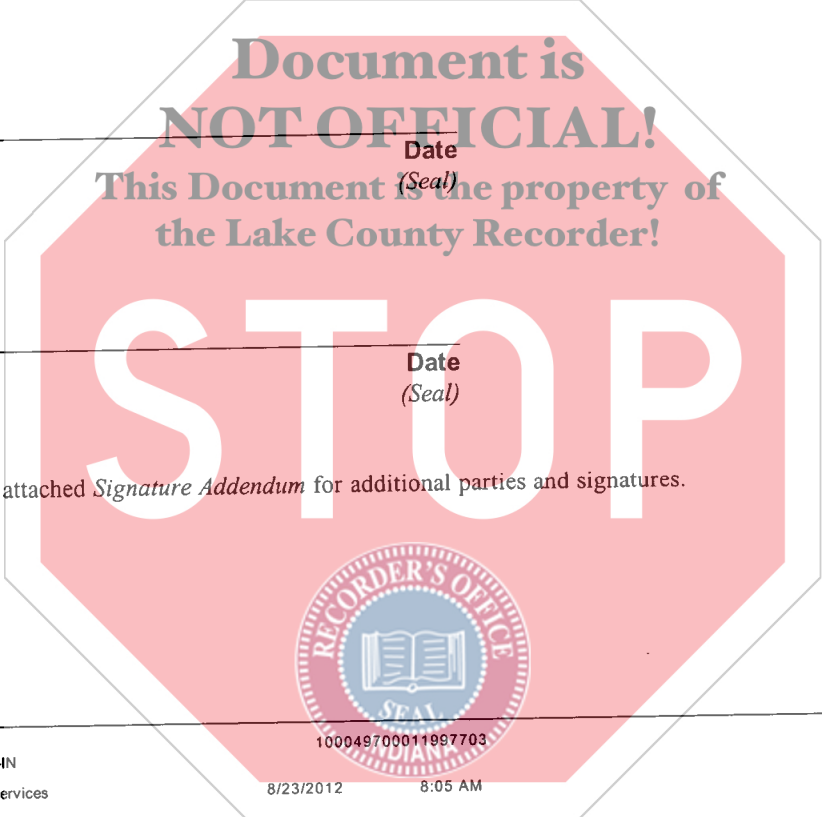 Document is
NOT OFFICIAL!
Date
(Seal)
This Document is the property of
the Lake County Recorder!
STOP
Date
(Seal)
attached Signature Addendum for additional parties and signatures.
RECORDER'S OFFICE
SEAL
INDIANA
100049700011997703
IN
ervices
8/23/2012 8:05 AM